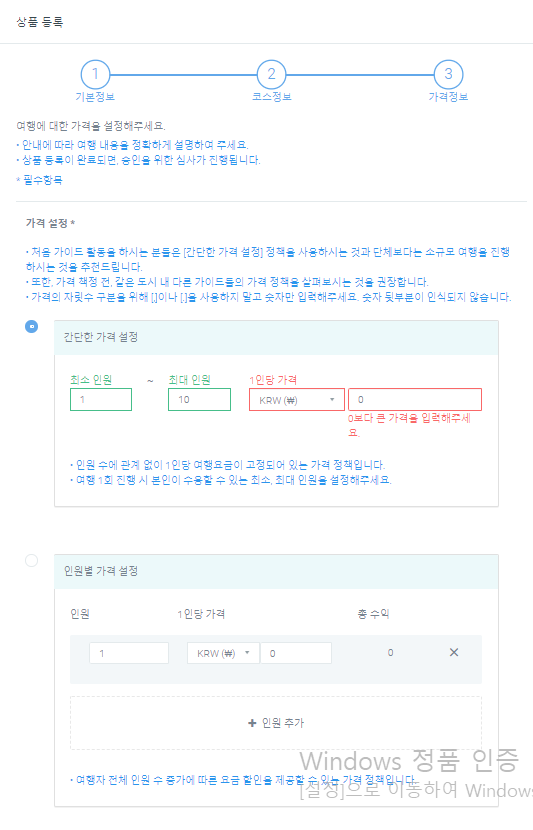 상품 등록
1 2 3
기본정보 코스정보 가격정보
여행에 대한 가격을 설정해주세요.
• 안내에 따라 여행 내용을 정확하게 설명하여 주세요.
• 상품 등록이 완료되면, 승인을 위한 심사가 진행됩니다.
* 필수항목
가격 설정 *
• 처음 가이드 활동을 하시는 분들은 [간단한 가격 설정] 정책을 사용하시는 것과 단체보다는 소규모 여행을 진행
하시는 것을 추천드립니다.
• 또한, 가격 책정 전, 같은 도시 내 다른 가이드들의 가격 정책을 살펴보시는 것을 권장합니다.
• 가격의 자릿수 구분을 위해 [,]이나 [.]을 사용하지 말고 숫자만 입력해주세요. 숫자 뒷부분이 인식되지 않습니다.
간단한 가격 설정
최소 인원 ~ 최대 인원 1인당 가격
1 10 KRW (₩) 0
0보다 큰 가격을 입력해주세
요.
• 인원 수에 관계 없이 1인당 여행요금이 고정되어 있는 가격 정책입니다.
• 여행 1회 진행 시 본인이 수용할 수 있는 최소, 최대 인원을 설정해주세요.
인원별 가격 설정
인원 1인당 가격 총 수익
1 KRW (₩) 0 0 ✕
+ 인원 추가
Windows 정품 인증
• 여행자 전체 인원 수 증가에 따른 요금 할인을 제공할 수 있는 가격 정책입니다.
[설정]으로 이동하여 Windows